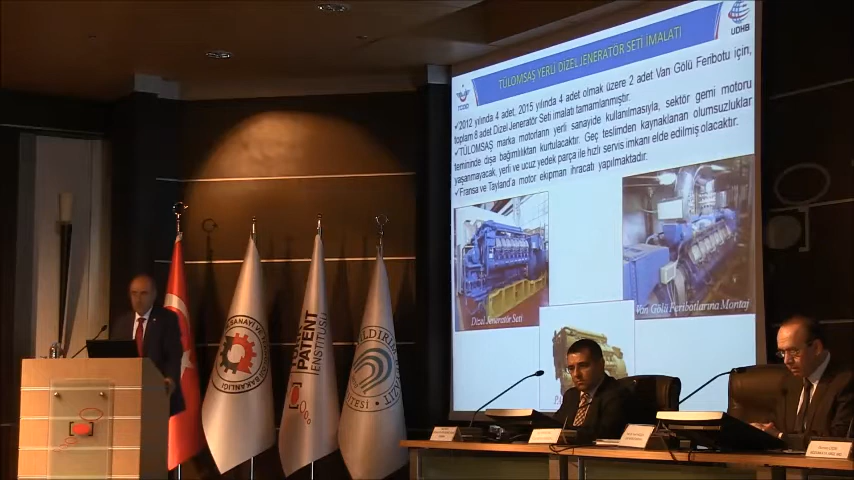 TÜLOMSAŞ YERLİ DİZEL JENERATÖR SETİ İMALATI
UDHB
TCDD
✓2012 yılında 4 adet, 2015 yılında 4 adet olmak üzere 2 adet Van Gölü Feribotu için,
toplam 8 adet Dizel Jeneratör Seti imalatı tamamlanmıştır.
✓TÜLOMSAŞ marka motorların yerli sanayide kullanılmasıyla, sektör gemi motoru
temininde dışa bağımlılıktan kurtulacaktır. Geç teslimden kaynaklanan olumsuzluklar
yaşanmayacak, yerli ve ucuz yedek parça ile hızlı servis imkanı elde edilmiş olacaktır.
✓Fransa ve Tayland'a motor ekipman ihracatı yapılmaktadır.
Dizel Jeneratör Seti
Van Gölü Feribotlarına Montaj
SANAYİ
BAKANLIĞI
PATENT
ENSTİTÜSÜ
YILDIRIM